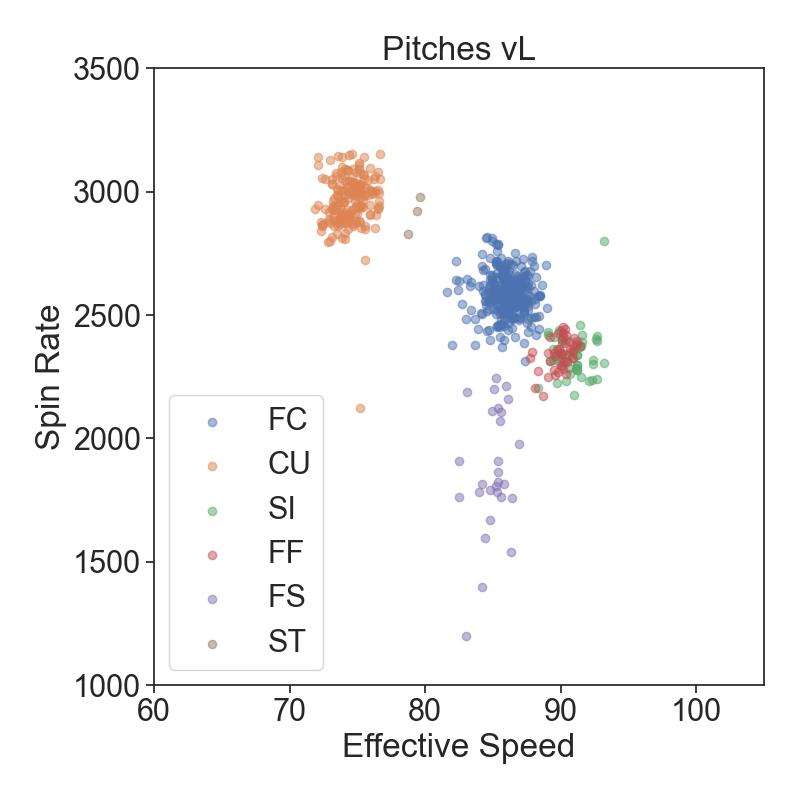 Pitches vL
3500
3000
2500
2000
1500
1000
Spin Rate
FC
CU
SI
FF
FS
ST
60 70 80 90 100
Effective Speed